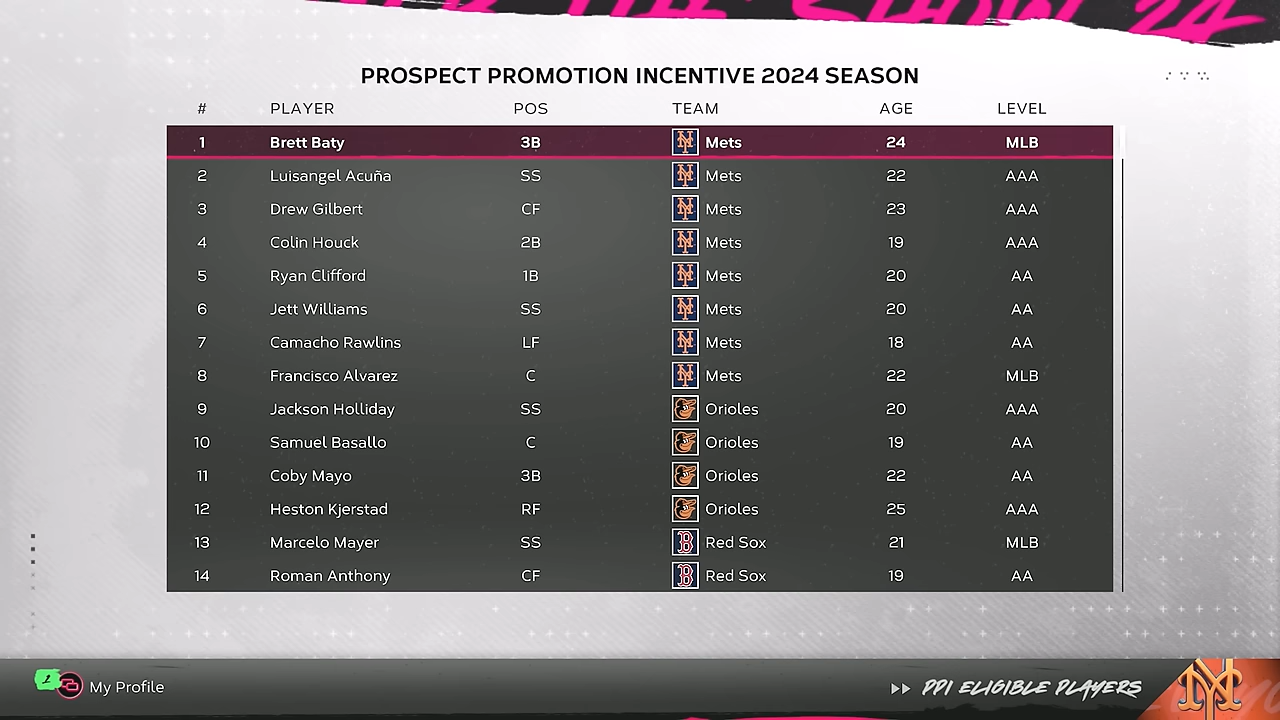 THE SHOW 24
PROSPECT PROMOTION INCENTIVE 2024 SEASON
# PLAYER POS TEAM AGE LEVEL
1 Brett Baty 3B Mets 24 MLB
2 Luisangel Acuña SS Mets 22 AAA
3 Drew Gilbert CF Mets 23 AAA
4 Colin Houck 2B Mets 19 AAA
5 Ryan Clifford 1B Mets 20 AA
6 Jett Williams SS Mets 20 AA
7 Camacho Rawlins LF Mets 18 AA
8 Francisco Alvarez C Mets 22 MLB
9 Jackson Holliday SS Orioles 20 AAA
10 Samuel Basallo C Orioles 19 AA
11 Coby Mayo 3B Orioles 22 AA
12 Heston Kjerstad RF Orioles 25 AAA
13 Marcelo Mayer SS Red Sox 21 MLB
14 Roman Anthony CF Red Sox 19 AA
My Profile
PPI ELIGIBLE PLAYERS
NY